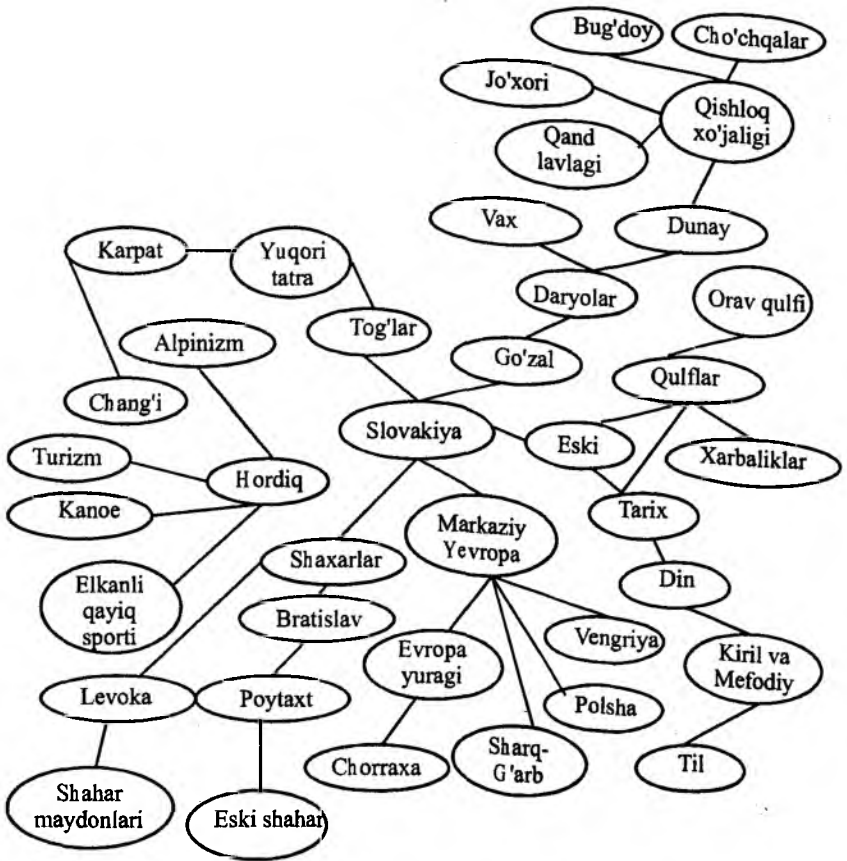 Bug'doy
Cho'chqalar
Jo'xori
Qishloq
xo'jaligi
Qand
lavlagi
Vax
Dunay
Karpat
Yuqori
tatra
Daryolar
Orav qulfi
Alpinizm
Tog'lar
Go'zal
Qulflar
Chang'i
Slovakiya
Eski
Xarbaliklar
Turizm
Hordiq
Kanoe
Markaziy
Yevropa
Tarix
Shaxarlar
Din
Elkanli
qayiq
sporti
Bratislav
Evropa
yuragi
Vengriya
Kiril va
Mefodiy
Levoka
Poytaxt
Polsha
Chorraxa
Sharq-
G'arb
Til
Shahar
maydonlari
Eski shahar